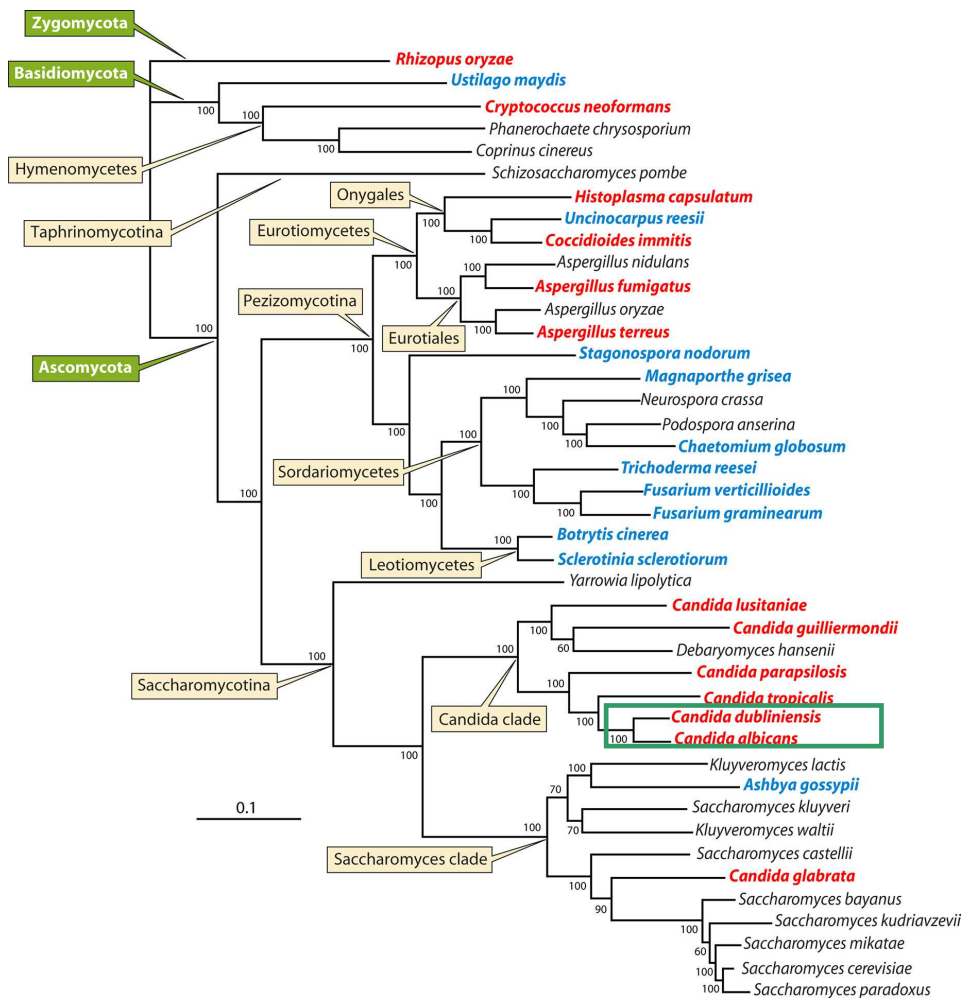 Zygomycota
Rhizopus oryzae
Basidiomycota
Ustilago maydis
100
100
Cryptococcus neoformans
Phanerochaete chrysosporium
100
Coprinus cinereus
Hymenomycetes
Schizosaccharomyces pombe
Taphrinomycotina
Onygales
Histoplasma capsulatum
100
Uncinocarpus reesii
100
Coccidioides immitis
Eurotiomycetes
100
Aspergillus nidulans
100
Aspergillus fumigatus
100
Aspergillus oryzae
100
Aspergillus terreus
Eurotiales
Pezizomycotina
100
100
Ascomycota
Stagonospora nodorum
Magnaporthe grisea
100
Neurospora crassa
100
Podospora anserina
100
Chaetomium globosum
100
100
Sordariomycetes
Trichoderma reesei
100
Fusarium verticillioides
100
Fusarium graminearum
100
100
Botrytis cinerea
100
Sclerotinia sclerotiorum
Leotiomycetes
Yarrowia lipolytica
Candida lusitaniae
100
Candida guilliermondii
60
Debaryomyces hansenii
100
100
Saccharomycotina
Candida parapsilosis
100
Candida tropicalis
100
Candida dubliniensis
100
Candida albicans
Candida clade
100
Kluyveromyces lactis
100
Ashbya gossypii
70
Saccharomyces kluyveri
70
Kluyveromyces waltii
0.1
100
Saccharomyces clade
Saccharomyces castellii
100
Candida glabrata
90
Saccharomyces bayanus
100
Saccharomyces kudriavzevii
60
Saccharomyces mikatae
100
Saccharomyces cerevisiae
100
Saccharomyces paradoxus